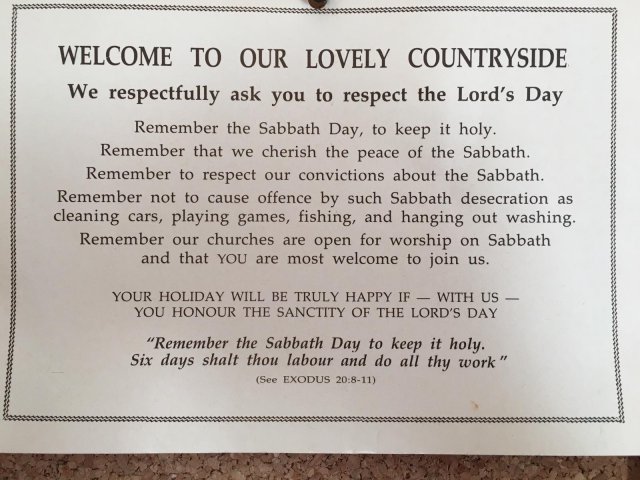 WELCOME TO OUR LOVELY COUNTRYSIDE
We respectfully ask you to respect the Lord's Day
Remember the Sabbath Day, to keep it holy.
Remember that we cherish the peace of the Sabbath.
Remember to respect our convictions about the Sabbath.
Remember not to cause offence by such Sabbath desecration as
cleaning cars, playing games, fishing, and hanging out washing.
Remember our churches are open for worship on Sabbath
and that YOU are most welcome to join us.
YOUR HOLIDAY WILL BE TRULY HAPPY IF — WITH US —
YOU HONOUR THE SANCTITY OF THE LORD'S DAY
"Remember the Sabbath Day to keep it holy.
Six days shalt thou labour and do all thy work"
(See EXODUS 20:8-11)